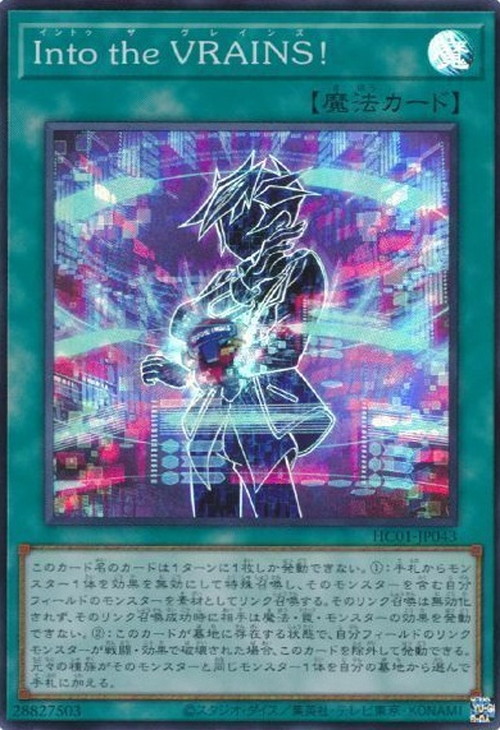 イントゥ ザ ヴレインズ
Into the VRAINS!
魔
【魔法カード】
HC01-JP043
このカード名のカードは1ターンに1枚しか発動できない。①:手札からモン
スター1体を効果を無効にして特殊召喚し、そのモンスターを含む自分
フィールドのモンスターを素材としてリンク召喚する。そのリンク召喚は無効化
されず、そのリンク召喚成功時に相手は魔法・罠・モンスターの効果を発動
できない。②:このカードが墓地に存在する状態で、自分フィールドのリンク
モンスターが戦闘・効果で破壊された場合、このカードを除外して発動できる。
元々の種族がそのモンスターと同じモンスター1体を自分の墓地から選んで
手札に加える。
28827503
©スタジオ・ダイス/集英社・テレビ東京・KONAMI